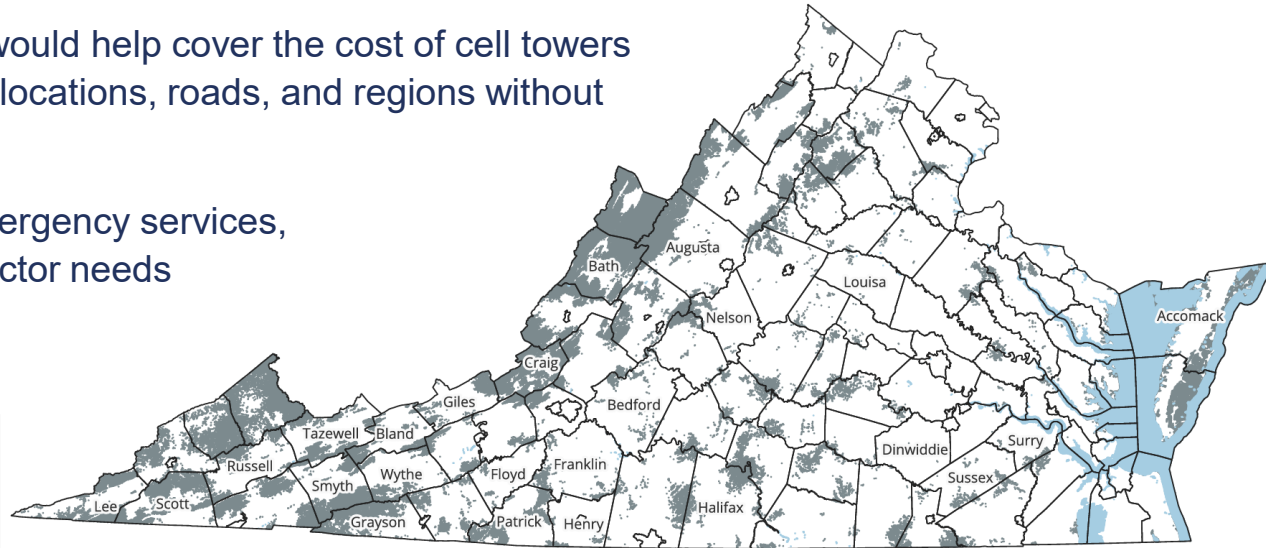 would help cover the cost of cell towers
locations, roads, and regions without
ergency services,
ctor needs
Augusta
Bath
Louisa
Nelson
Accomack
Craig
Giles
Bedford
Tazewell
Bland
Dinwiddie
Surry
Russell
Wythe
Floyd
Franklin
Smyth
Sussex
Lee
Scott
Halifax
Grayson
Patrick
Henry